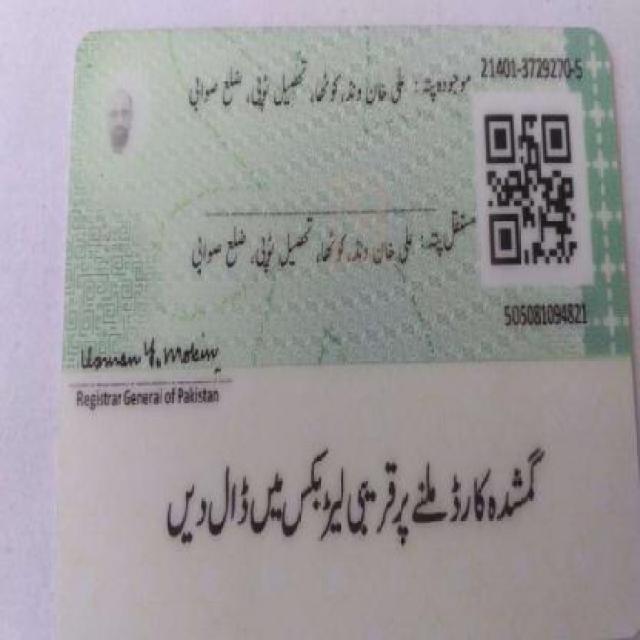 21401-3729270-5
موجودہ پتہ: علی خان ونڈ، کوٹھا، تحصیل ٹوپی، ضلع صوابی
مستقل پتہ: علی خان ونڈ، کوٹھا، تحصیل ٹوپی، ضلع صوابی
505081094821
Usman Y. Mobin
Registrar General of Pakistan
گمشدہ کارڈ ملنے پر قریبی لیٹر بکس میں ڈال دیں